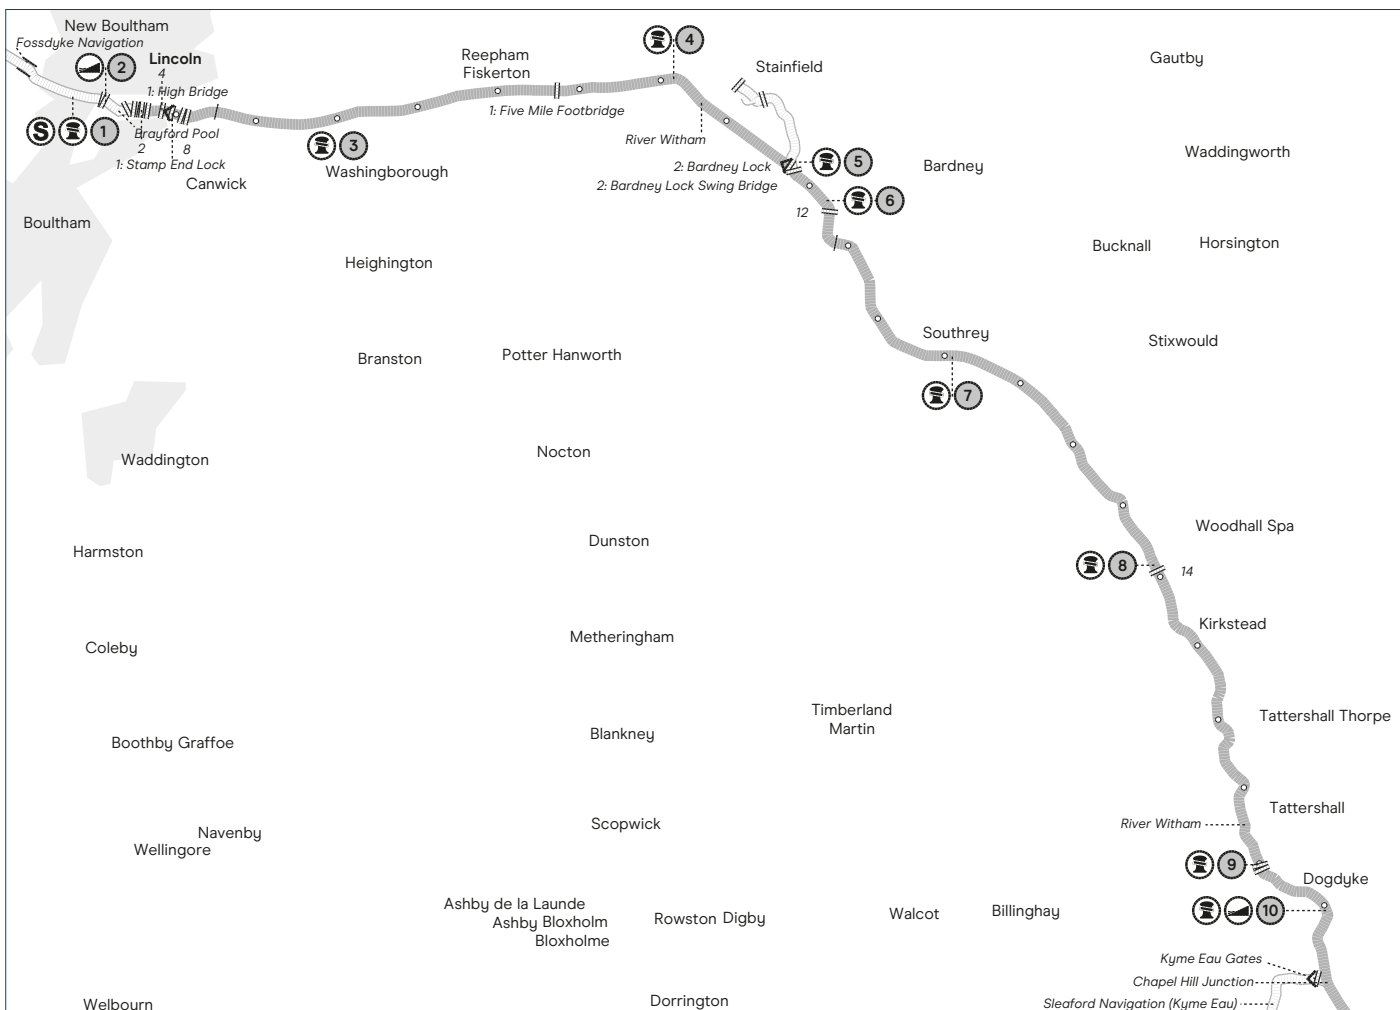 New Boultham
Fossdyke Navigation
Lincoln
2
4
1: High Bridge
S
1
Brayford Pool
2
8
1: Stamp End Lock
Canwick
Boultham
Reepham
Fiskerton
1: Five Mile Footbridge
3
Washingborough
4
Stainfield
Gautby
River Witham
2: Bardney Lock
5
2: Bardney Lock Swing Bridge
6
12
Bardney
Waddingworth
Bucknall
Horsington
Heighington
Southrey
Stixwould
Branston
Potter Hanworth
7
Waddington
Nocton
Woodhall Spa
Harmston
Dunston
8
14
Kirkstead
Coleby
Metheringham
Timberland
Martin
Tattershall Thorpe
Boothby Graffoe
Blankney
Tattershall
River Witham
Navenby
Wellingore
Scopwick
9
Dogdyke
Ashby de la Launde
Ashby Bloxholm
Bloxholme
Rowston
Digby
Walcot
Billinghay
10
Kyme Eau Gates
Chapel Hill Junction
Sleaford Navigation (Kyme Eau)
Welbourn
Dorrington